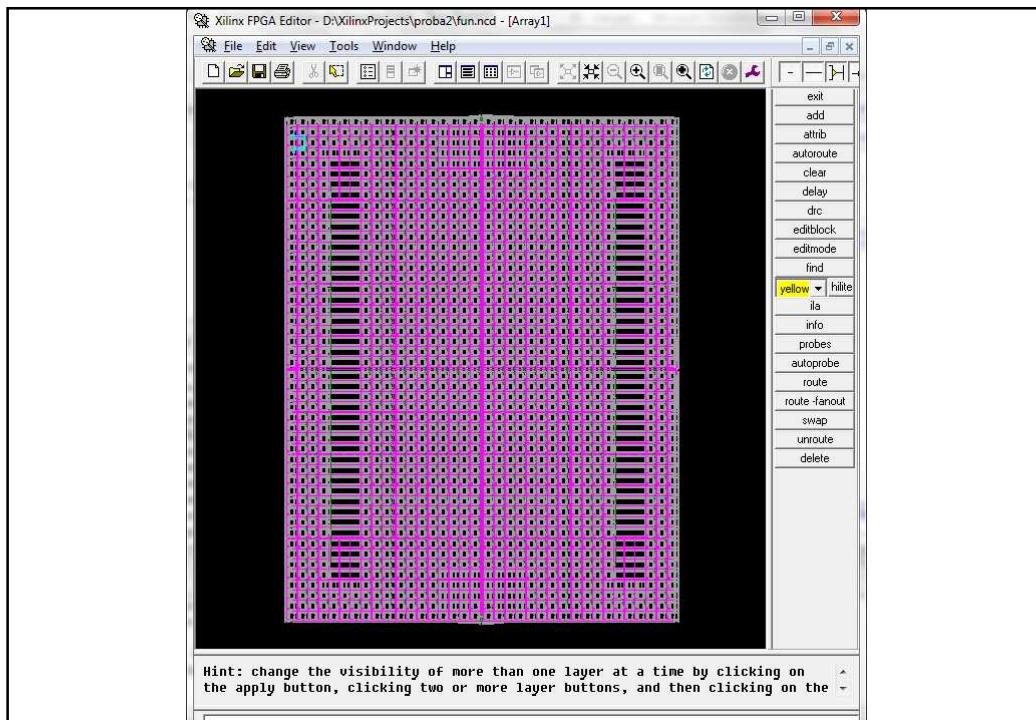 Xilinx FPGA Editor - D:\XilinxProjects\proba2\fun.ncd - [Array1]
File Edit View Tools Window Help
exit
add
attrib
autoroute
clear
delay
drc
editblock
editmode
find
yellow hilite
ila
info
probes
autoprobe
route
route -fanout
swap
unroute
delete
Hint: change the visibility of more than one layer at a time by clicking on
the apply button, clicking two or more layer buttons, and then clicking on the